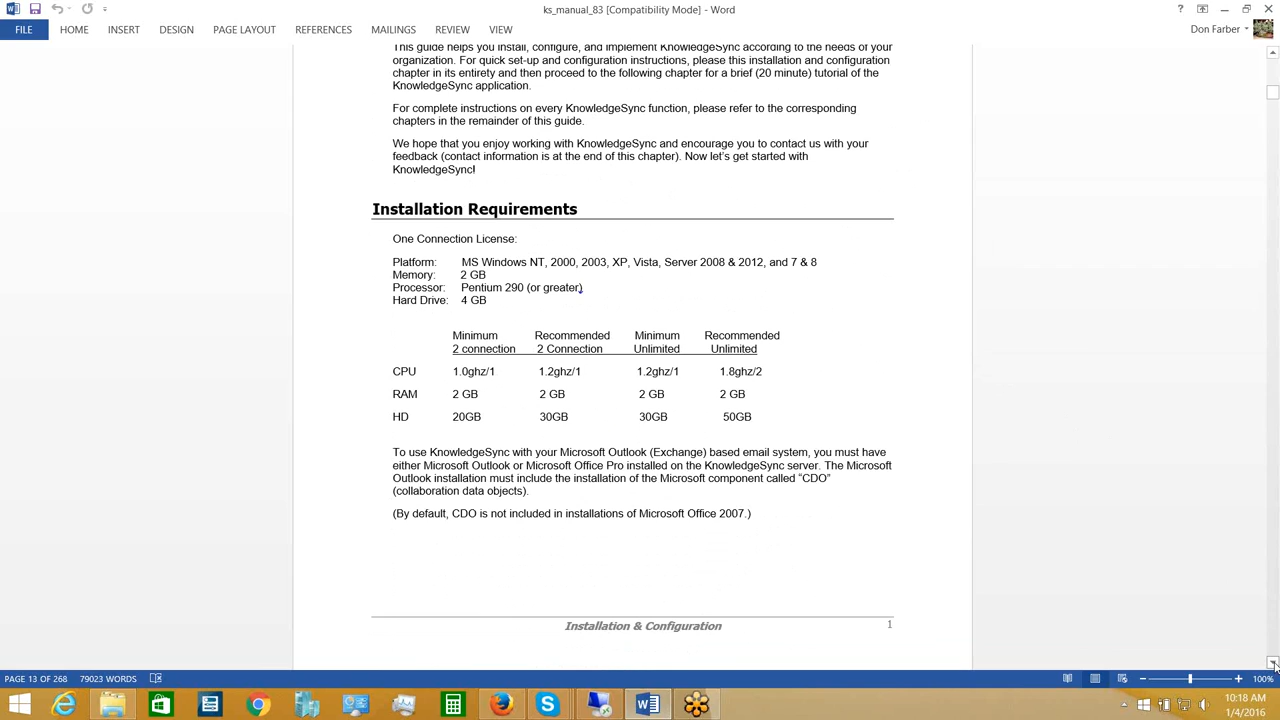 ks_manual_83 [Compatibility Mode] - Word
?
FILE HOME INSERT DESIGN PAGE LAYOUT REFERENCES MAILINGS REVIEW VIEW Don Farber
This guide helps you install, configure, and implement KnowledgeSync according to the needs of your
organization. For quick set-up and configuration instructions, please this installation and configuration
chapter in its entirety and then proceed to the following chapter for a brief (20 minute) tutorial of the
KnowledgeSync application.
For complete instructions on every KnowledgeSync function, please refer to the corresponding
chapters in the remainder of this guide.
We hope that you enjoy working with KnowledgeSync and encourage you to contact us with your
feedback (contact information is at the end of this chapter). Now let's get started with
KnowledgeSync!
Installation Requirements
One Connection License:
Platform: MS Windows NT, 2000, 2003, XP, Vista, Server 2008 & 2012, and 7 & 8
Memory: 2 GB
Processor: Pentium 290 (or greater)
Hard Drive: 4 GB
Minimum Recommended Minimum Recommended
2 connection 2 Connection Unlimited Unlimited
CPU 1.0ghz/1 1.2ghz/1 1.2ghz/1 1.8ghz/2
RAM 2 GB 2 GB 2 GB 2 GB
HD 20GB 30GB 30GB 50GB
To use KnowledgeSync with your Microsoft Outlook (Exchange) based email system, you must have
either Microsoft Outlook or Microsoft Office Pro installed on the KnowledgeSync server. The Microsoft
Outlook installation must include the installation of the Microsoft component called “CDO”
(collaboration data objects).
(By default, CDO is not included in installations of Microsoft Office 2007.)
Installation & Configuration 1
PAGE 13 OF 268 79023 WORDS 100%
10:18 AM
1/4/2016